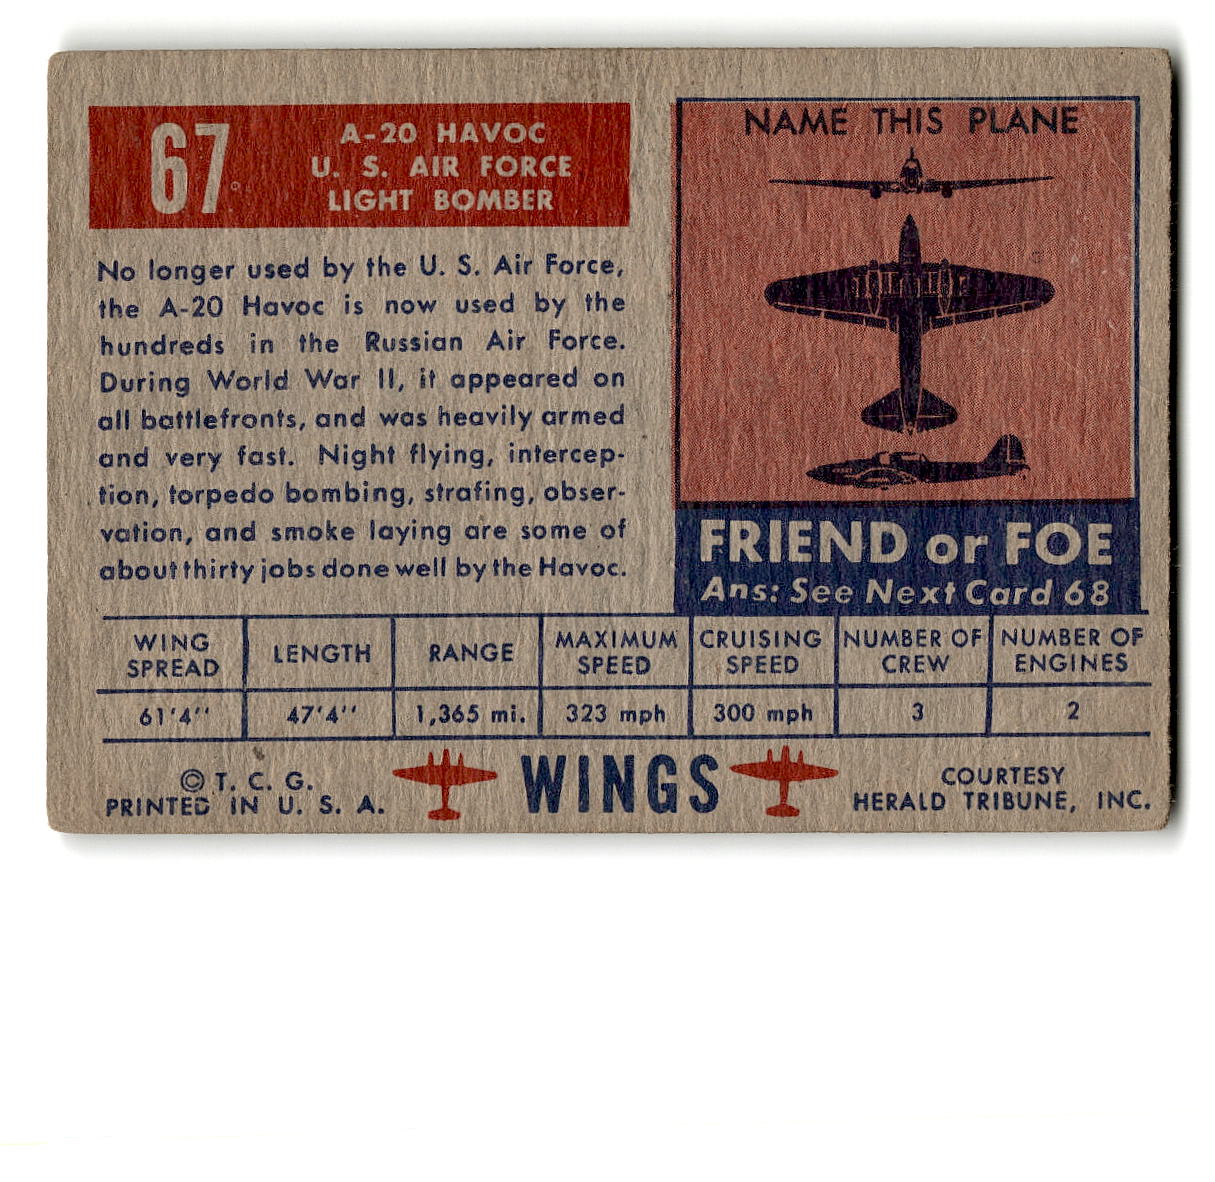 67
A-20 HAVOC
U. S. AIR FORCE
LIGHT BOMBER
No longer used by the U. S. Air Force,
the A-20 Havoc is now used by the
hundreds in the Russian Air Force.
During World War II, it appeared on
all battlefronts, and was heavily armed
and very fast. Night flying, intercep-
tion, torpedo bombing, strafing, obser-
vation, and smoke laying are some of
about thirty jobs done well by the Havoc.
NAME THIS PLANE
FRIEND or FOE
Ans: See Next Card 68
WING SPREAD LENGTH RANGE MAXIMUM SPEED CRUISING SPEED NUMBER OF CREW NUMBER OF ENGINES
61'4'' 47'4'' 1,365 mi. 323 mph 300 mph 3 2
© T. C. G.
PRINTED IN U. S. A.
WINGS
COURTESY
HERALD TRIBUNE, INC.